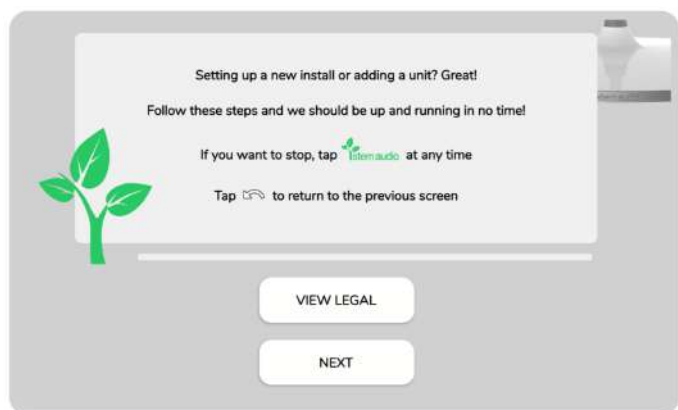 Setting up a new install or adding a unit? Great!
Follow these steps and we should be up and running in no time!
If you want to stop, tap stem audio at any time
Tap to return to the previous screen
VIEW LEGAL
NEXT